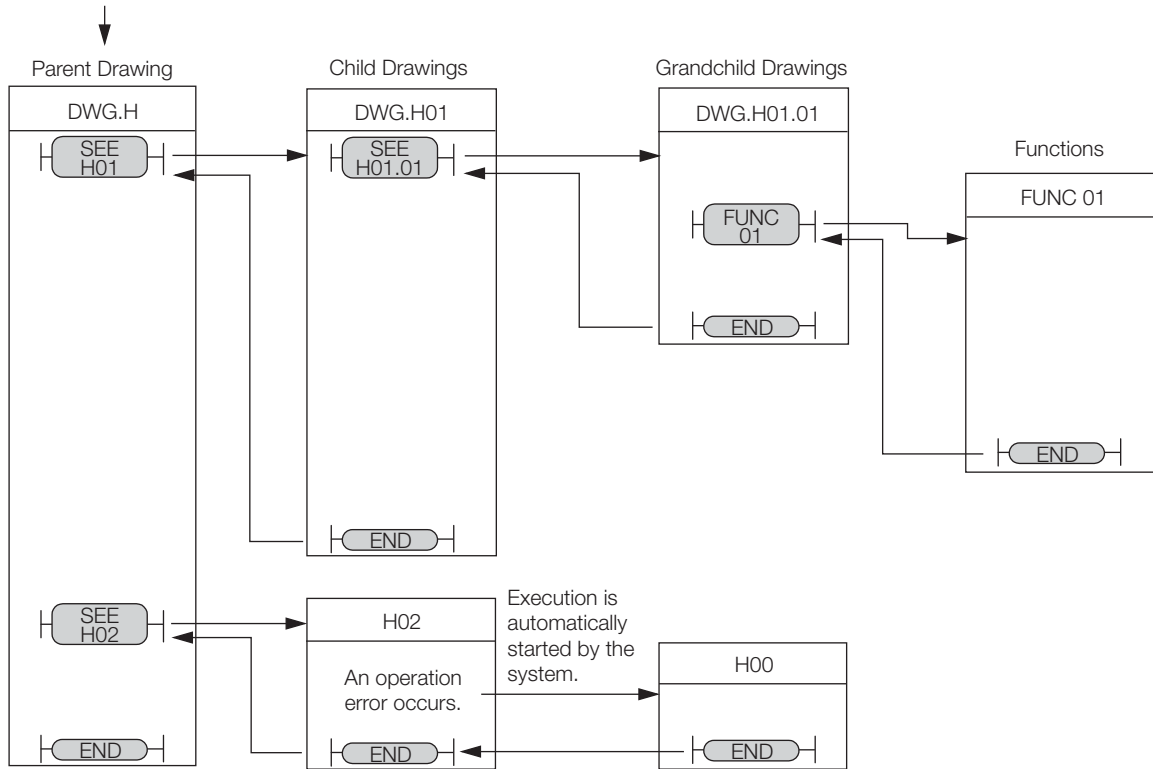 Parent Drawing
Child Drawings
Grandchild Drawings
DWG.H
DWG.H01
DWG.H01.01
SEE
H01
SEE
H01.01
Functions
FUNC 01
FUNC
01
END
END
END
SEE
H02
H02
Execution is
automatically
started by the
system.
H00
An operation
error occurs.
END
END
END